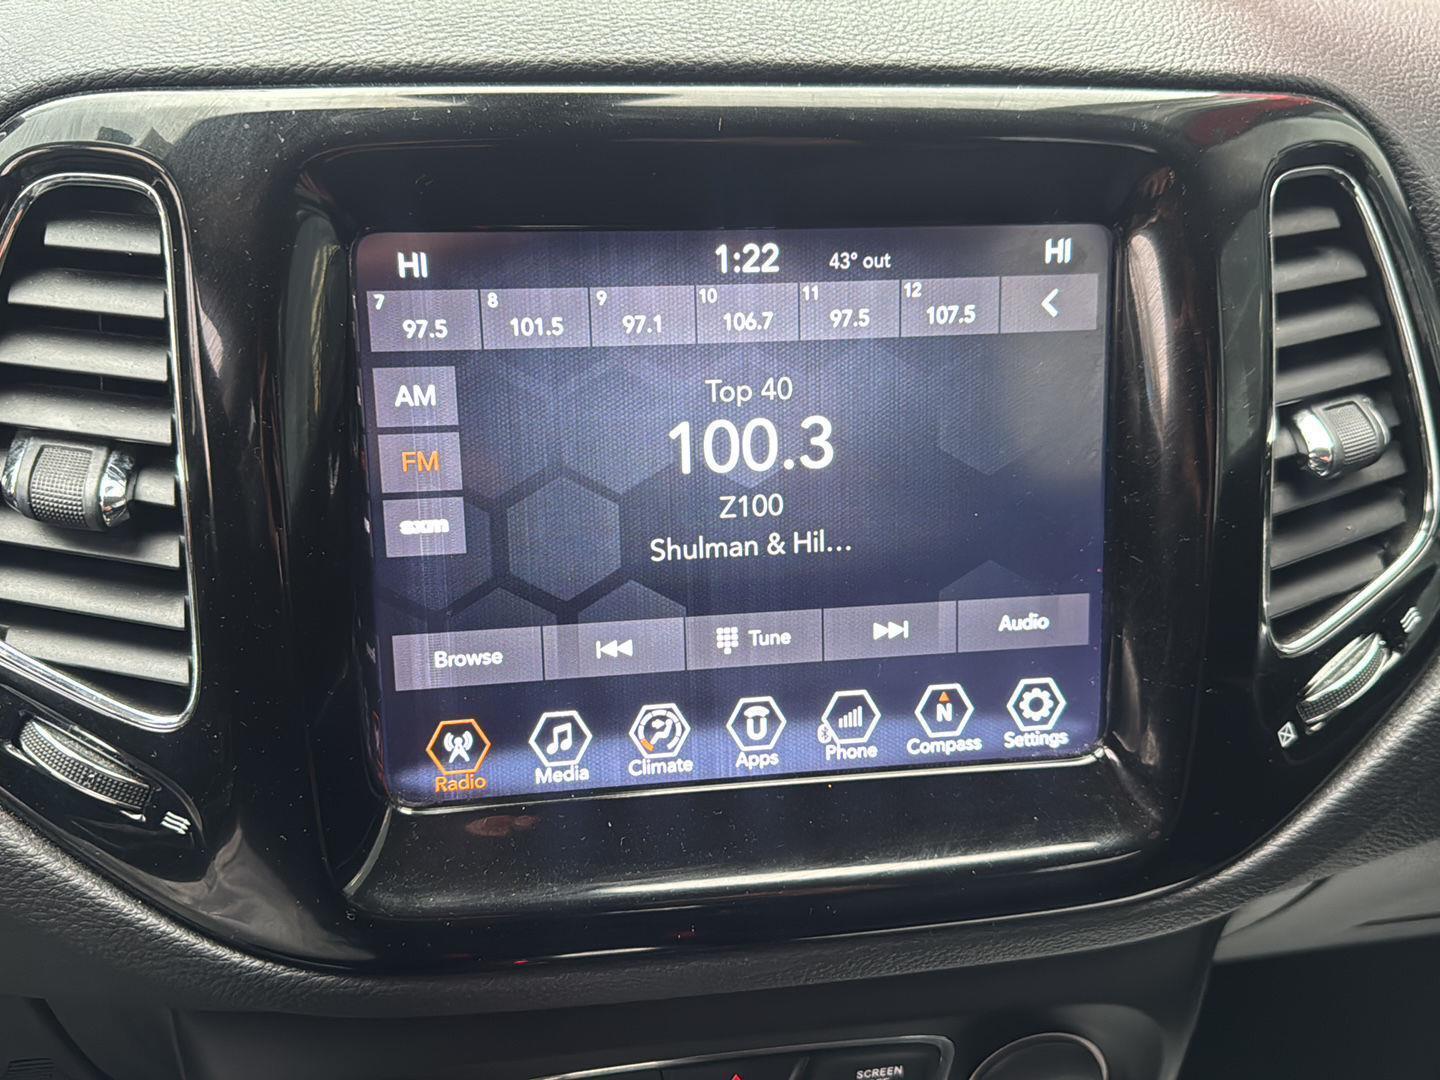 HI 1:22 43° out HI
7 97.5 8 101.5 9 97.1 10 106.7 11 97.5 12 107.5
AM
FM
sxm
Top 40
100.3
Z100
Shulman & Hil...
Browse Tune Audio
Radio Media Climate Apps Phone Compass Settings
N
SCREEN